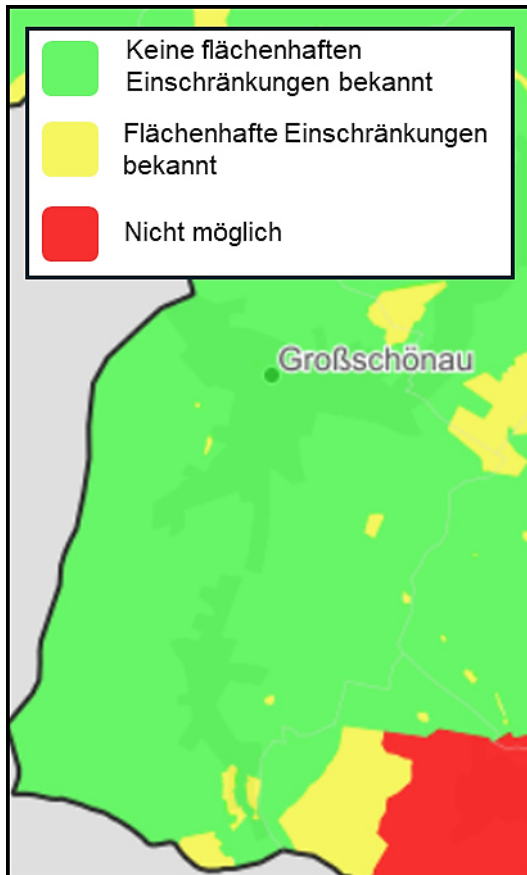 Keine flächenhaften
Einschränkungen bekannt
Flächenhafte Einschränkungen
bekannt
Nicht möglich
Großschönau